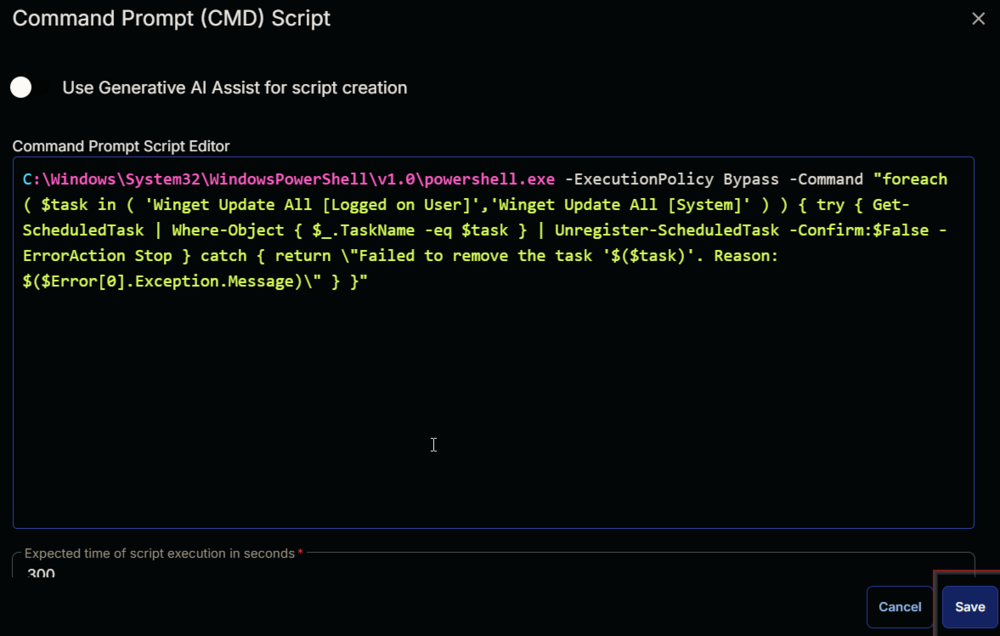 Command Prompt (CMD) Script
Use Generative AI Assist for script creation
Command Prompt Script Editor
C:\Windows\System32\WindowsPowerShell\v1.0\powershell.exe -ExecutionPolicy Bypass -Command "foreach
( $task in ( 'Winget Update All [Logged on User]','Winget Update All [System]' ) ) { try { Get-
ScheduledTask | Where-Object { $_.TaskName -eq $task } | Unregister-ScheduledTask -Confirm:$False -
ErrorAction Stop } catch { return \"Failed to remove the task '$($task)'. Reason:
$($Error[0].Exception.Message)\" } }"
Expected time of script execution in seconds *
300
Cancel
Save